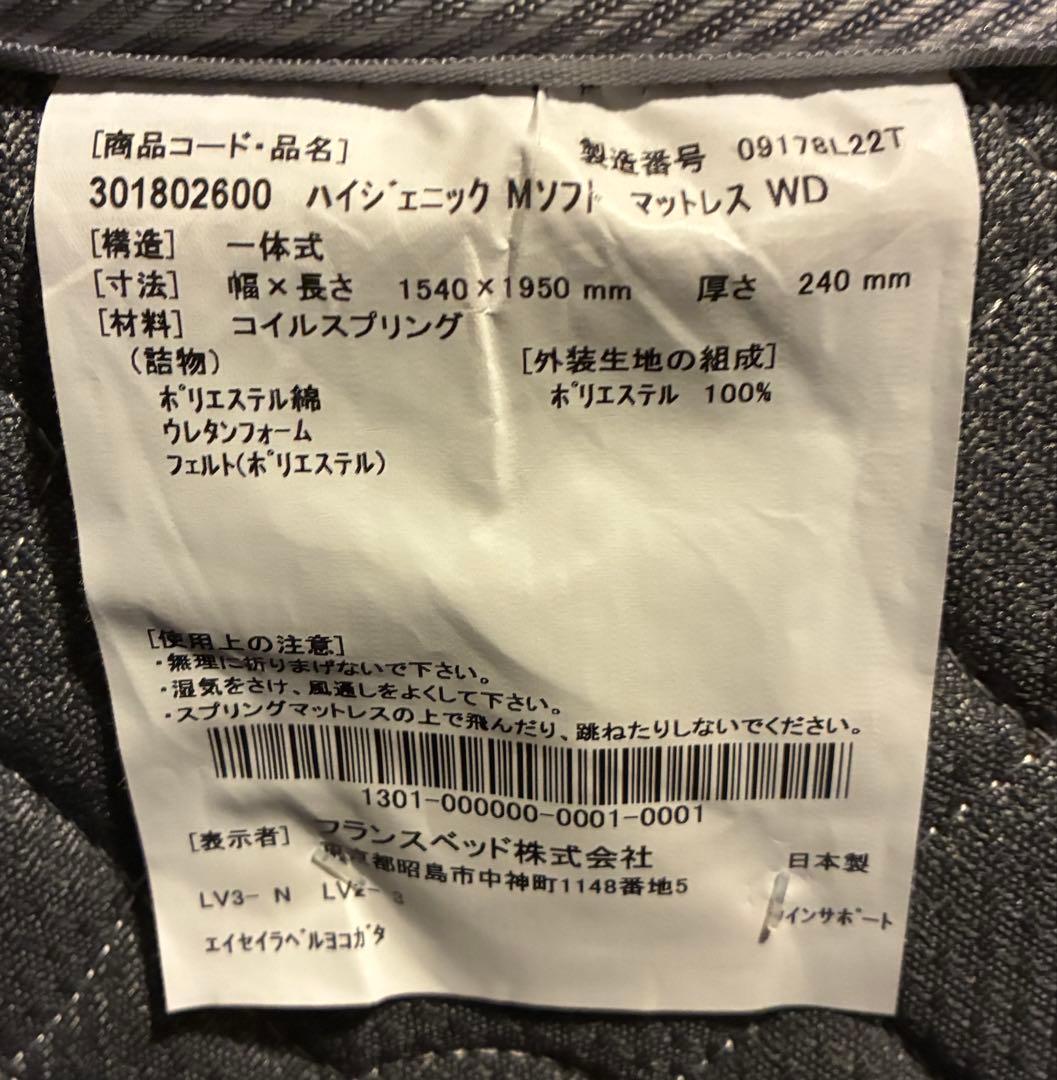 [商品コード・品名] 製造番号 09178L22T
301802600 ハイジェニック Mソフト マットレス WD
[構造] 一体式
[寸法] 幅×長さ 1540×1950 mm 厚さ 240 mm
[材料] コイルスプリング
(詰物) [外装生地の組成]
ポリエステル綿 ポリエステル 100%
ウレタンフォーム
フェルト(ポリエステル)
[使用上の注意]
・無理に折りまげないで下さい。
・湿気をさけ、風通しをよくして下さい。
・スプリングマットレスの上で飛んだり、跳ねたりしないでください。
1301-000000-0001-0001
[表示者] フランスベッド株式会社 日本製
東京都昭島市中神町1148番地5
LV3- N LV2- インサポート
エイセイラベルヨコガタ